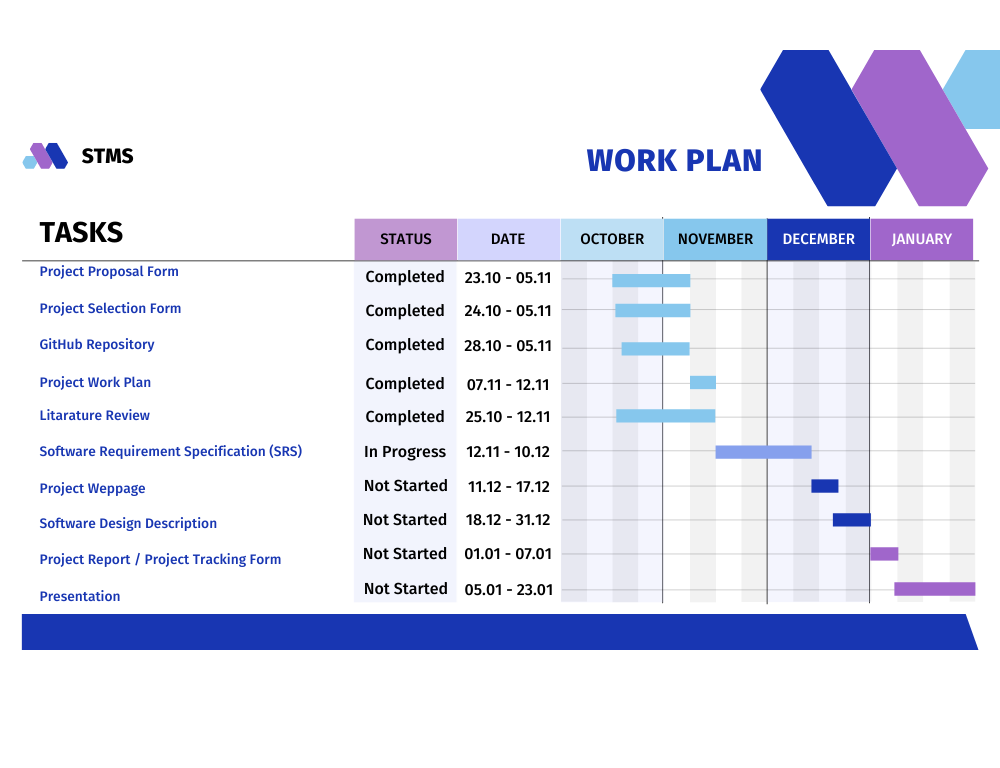 STMS
WORK PLAN
TASKS STATUS DATE OCTOBER NOVEMBER DECEMBER JANUARY
Project Proposal Form Completed 23.10 - 05.11
Project Selection Form Completed 24.10 - 05.11
GitHub Repository Completed 28.10 - 05.11
Project Work Plan Completed 07.11 - 12.11
Litarature Review Completed 25.10 - 12.11
Software Requirement Specification (SRS) In Progress 12.11 - 10.12
Project Weppage Not Started 11.12 - 17.12
Software Design Description Not Started 18.12 - 31.12
Project Report / Project Tracking Form Not Started 01.01 - 07.01
Presentation Not Started 05.01 - 23.01